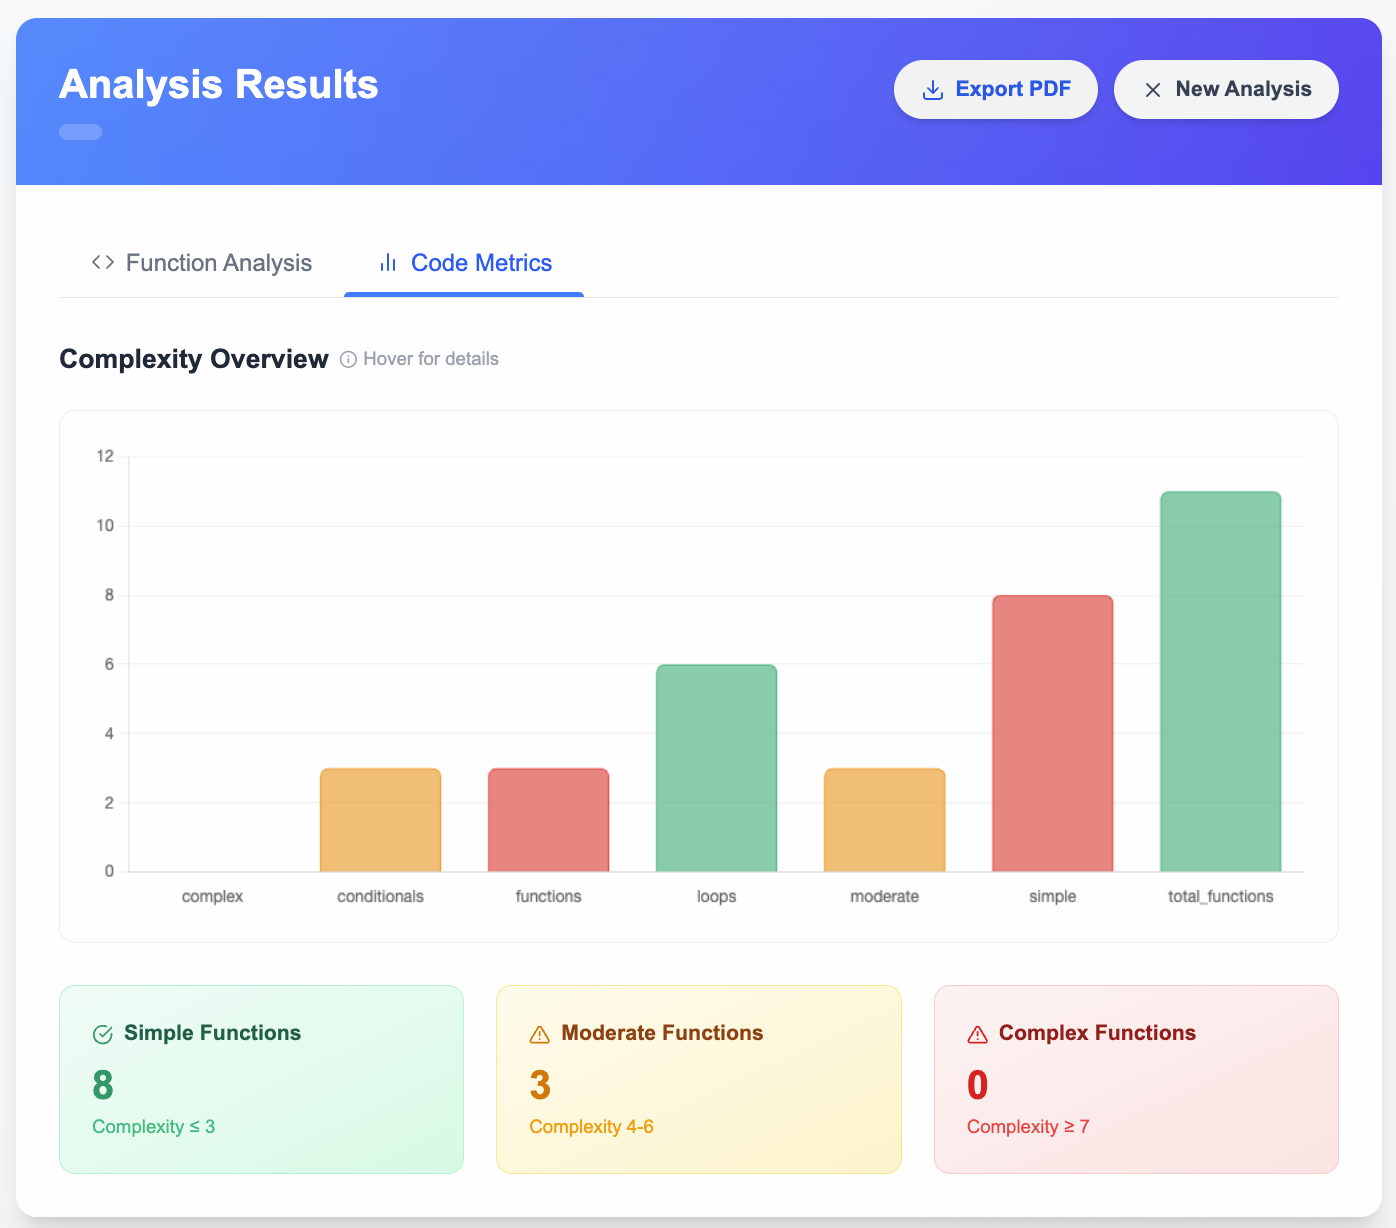 Analysis Results
Export PDF
New Analysis
Function Analysis
Code Metrics
Complexity Overview
Hover for details
12
10
8
6
4
2
0
complex
conditionals
functions
loops
moderate
simple
total_functions
Simple Functions
8
Complexity ≤ 3
Moderate Functions
3
Complexity 4-6
Complex Functions
0
Complexity ≥ 7